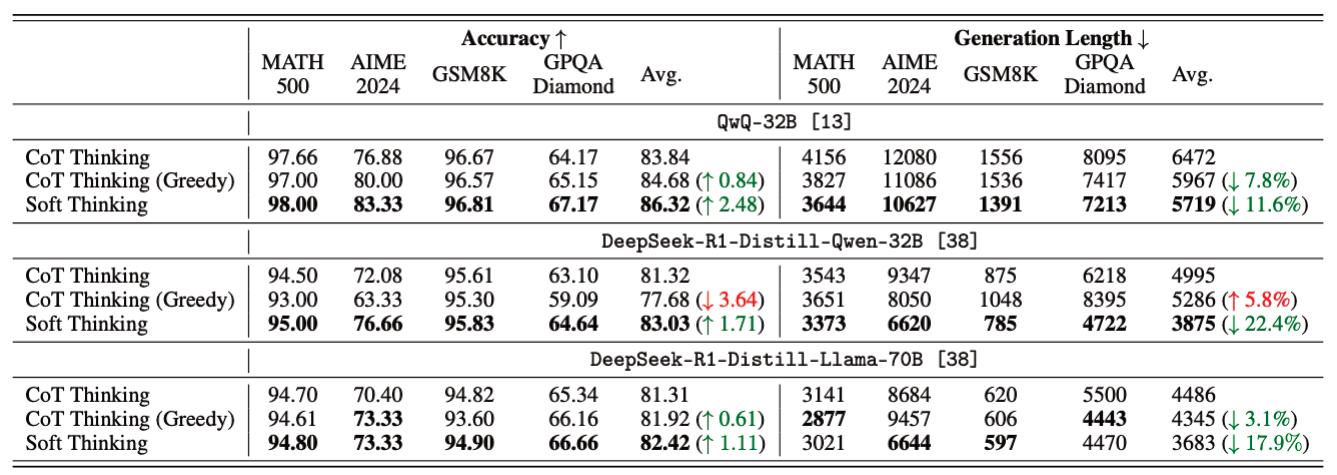 Accuracy ↑ Generation Length ↓
MATH AIME GSM8K GPQA Avg. MATH AIME GSM8K GPQA Avg.
500 2024 Diamond 500 2024 Diamond
QwQ-32B [13]
CoT Thinking 97.66 76.88 96.67 64.17 83.84 4156 12080 1556 8095 6472
CoT Thinking (Greedy) 97.00 80.00 96.57 65.15 84.68 (↑ 0.84) 3827 11086 1536 7417 5967 (↓ 7.8%)
Soft Thinking 98.00 83.33 96.81 67.17 86.32 (↑ 2.48) 3644 10627 1391 7213 5719 (↓ 11.6%)
DeepSeek-R1-Distill-Qwen-32B [38]
CoT Thinking 94.50 72.08 95.61 63.10 81.32 3543 9347 875 6218 4995
CoT Thinking (Greedy) 93.00 63.33 95.30 59.09 77.68 (↓ 3.64) 3651 8050 1048 8395 5286 (↑ 5.8%)
Soft Thinking 95.00 76.66 95.83 64.64 83.03 (↑ 1.71) 3373 6620 785 4722 3875 (↓ 22.4%)
DeepSeek-R1-Distill-Llama-70B [38]
CoT Thinking 94.70 70.40 94.82 65.34 81.31 3141 8684 620 5500 4486
CoT Thinking (Greedy) 94.61 73.33 93.60 66.16 81.92 (↑ 0.61) 2877 9457 606 4443 4345 (↓ 3.1%)
Soft Thinking 94.80 73.33 94.90 66.66 82.42 (↑ 1.11) 3021 6644 597 4470 3683 (↓ 17.9%)